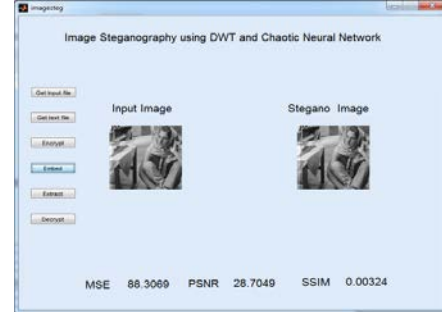 imagesteg
Image Steganography using DWT and Chaotic Neural Network
Get Input file
Get text file
Encrypt
Embed
Extract
Decrypt
Input Image
Stegano Image
MSE 88.3069 PSNR 28.7049 SSIM 0.00324